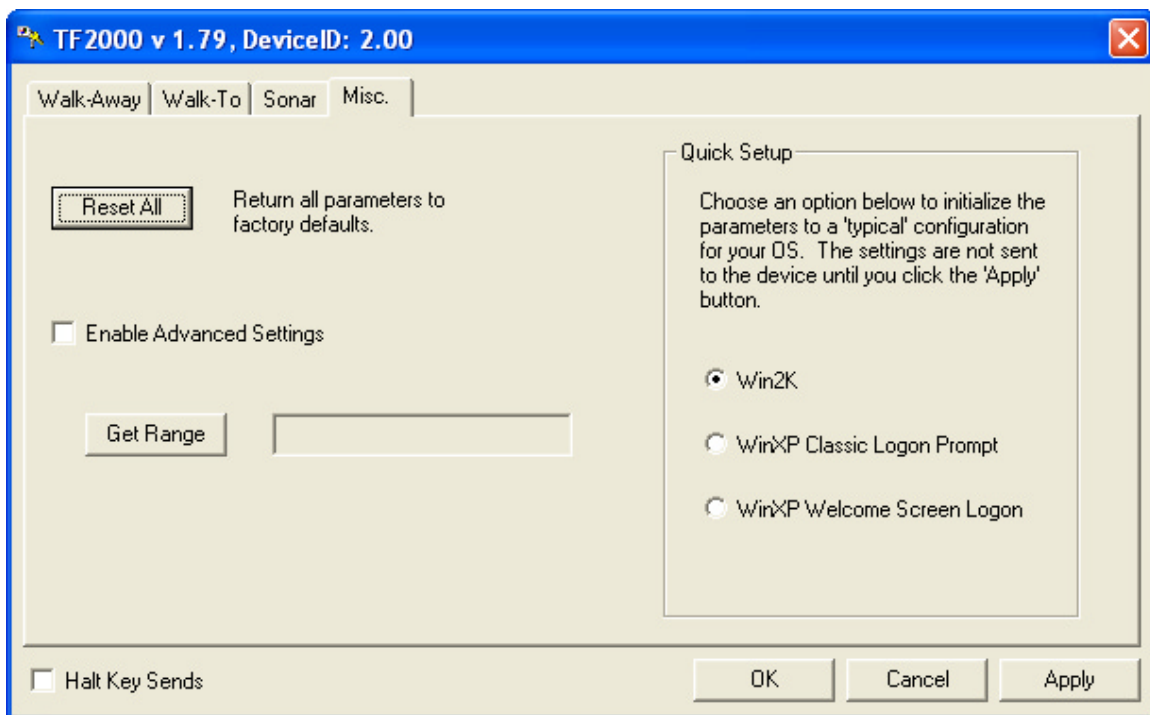 TF2000 v 1.79, DeviceID: 2.00
Walk-Away Walk-To Sonar Misc.
Reset All
Return all parameters to
factory defaults.
Enable Advanced Settings
Get Range
Quick Setup
Choose an option below to initialize the
parameters to a 'typical' configuration
for your OS. The settings are not sent
to the device until you click the 'Apply'
button.
Win2K
WinXP Classic Logon Prompt
WinXP Welcome Screen Logon
Halt Key Sends
OK Cancel Apply